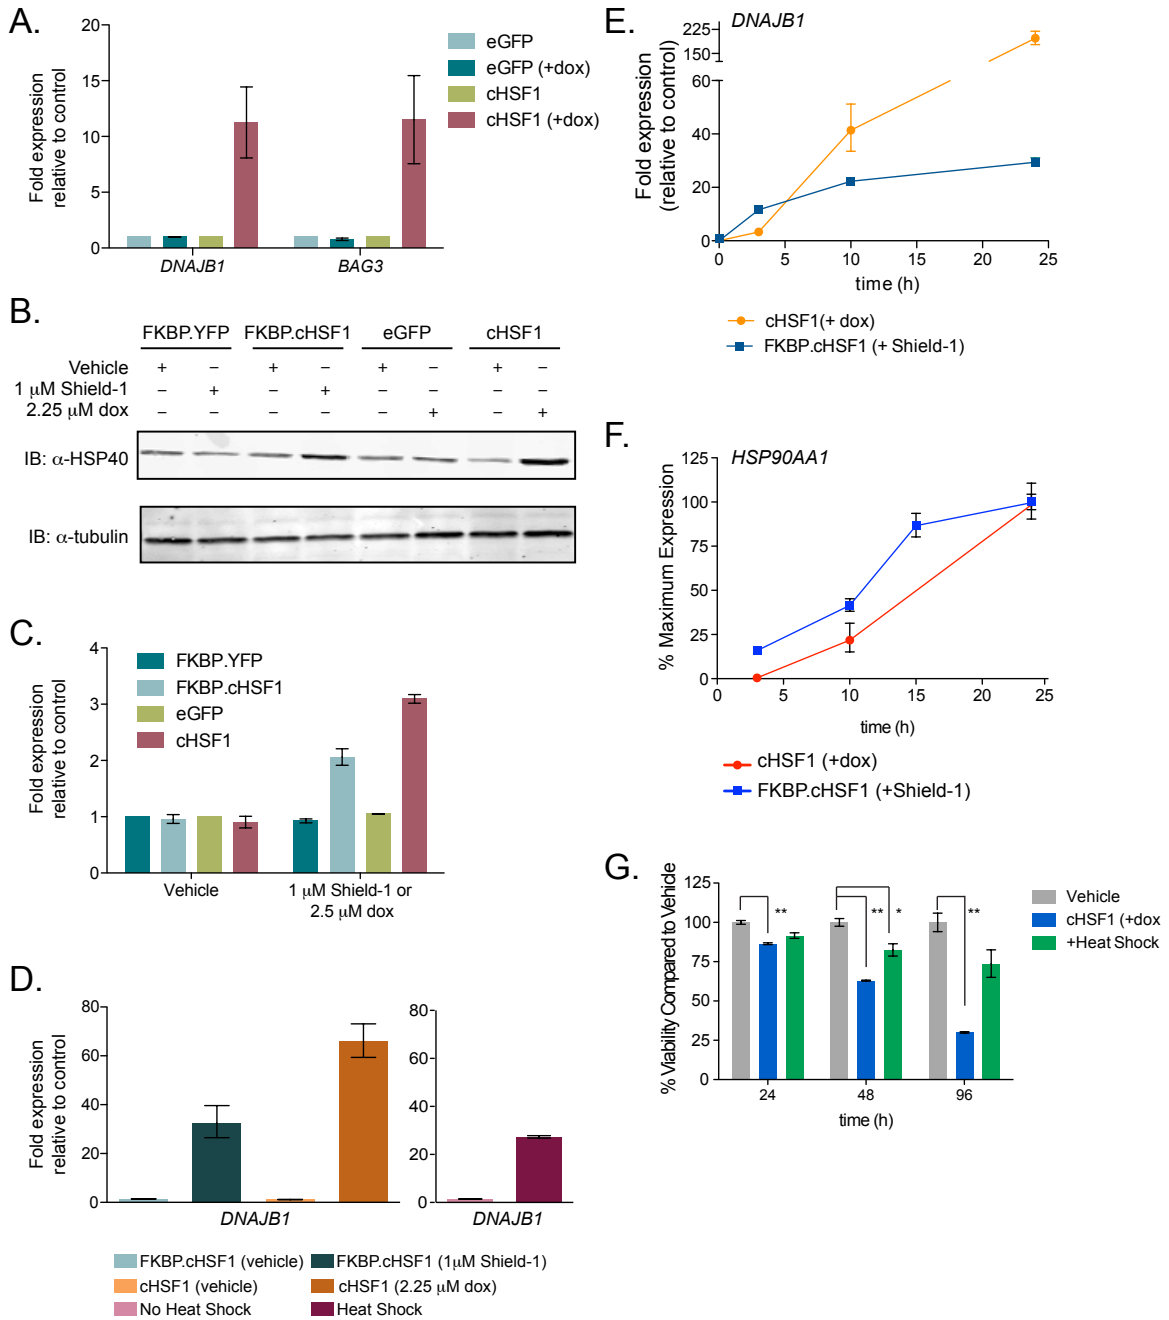 A.
20
15
10
5
0
Fold expression
relative to control
DNAJB1
BAG3
eGFP
eGFP (+dox)
cHSF1
cHSF1 (+dox)
B.
FKBP.YFP FKBP.cHSF1 eGFP cHSF1
Vehicle + – + – + – + –
1 μM Shield-1 – + – + – – – –
2.25 μM dox – – – – – + – +
IB: α-HSP40
IB: α-tubulin
C.
4
3
2
1
0
Fold expression
relative to control
FKBP.YFP
FKBP.cHSF1
eGFP
cHSF1
Vehicle
1 μM Shield-1 or
2.5 μM dox
D.
80
60
40
20
0
Fold expression
relative to control
DNAJB1
80
60
40
20
0
DNAJB1
FKBP.cHSF1 (vehicle)
FKBP.cHSF1 (1μM Shield-1)
cHSF1 (vehicle)
cHSF1 (2.25 μM dox)
No Heat Shock
Heat Shock
E.
DNAJB1
225
150
60
40
20
0
Fold expression
(relative to control)
0 5 10 15 20 25
time (h)
cHSF1(+ dox)
FKBP.cHSF1 (+ Shield-1)
F.
HSP90AA1
125
100
75
50
25
0
% Maximum Expression
0 5 10 15 20 25
time (h)
cHSF1 (+dox)
FKBP.cHSF1 (+Shield-1)
G.
125
100
75
50
25
0
% Viability Compared to Vehicle
** ** * **
24 48 96
time (h)
Vehicle
cHSF1 (+dox
+Heat Shock